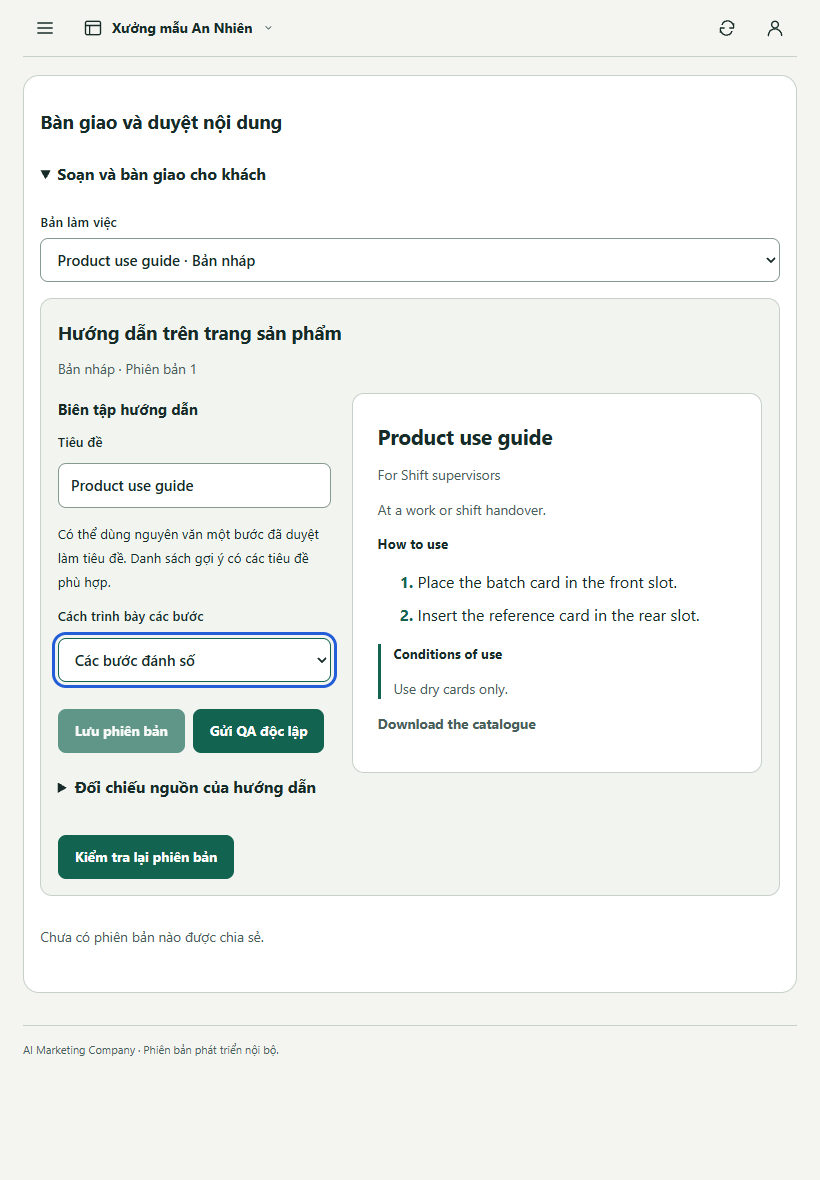 Xưởng mẫu An Nhiên
Bàn giao và duyệt nội dung
Soạn và bàn giao cho khách
Bản làm việc
Product use guide · Bản nháp
Hướng dẫn trên trang sản phẩm
Bản nháp · Phiên bản 1
Biên tập hướng dẫn
Tiêu đề
Product use guide
Có thể dùng nguyên văn một bước đã duyệt
làm tiêu đề. Danh sách gợi ý có các tiêu đề
phù hợp.
Cách trình bày các bước
Các bước đánh số
Lưu phiên bản
Gửi QA độc lập
Đối chiếu nguồn của hướng dẫn
Kiểm tra lại phiên bản
Product use guide
For Shift supervisors
At a work or shift handover.
How to use
1. Place the batch card in the front slot.
2. Insert the reference card in the rear slot.
Conditions of use
Use dry cards only.
Download the catalogue
Chưa có phiên bản nào được chia sẻ.
AI Marketing Company · Phiên bản phát triển nội bộ.